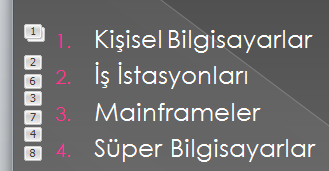 1
2
6
3
7
4
8
1. Kişisel Bilgisayarlar
2. İş İstasyonları
3. Mainframeler
4. Süper Bilgisayarlar